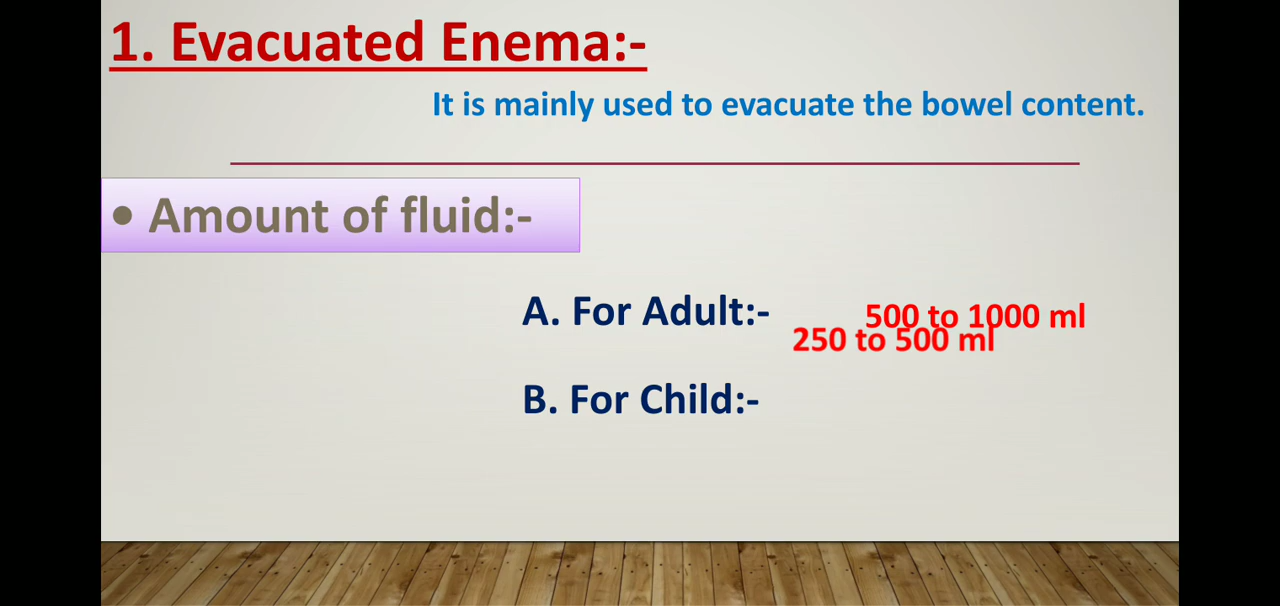 1. Evacuated Enema:-
It is mainly used to evacuate the bowel content.
• Amount of fluid:-
A. For Adult:- 500 to 1000 ml
250 to 500 ml
B. For Child:-